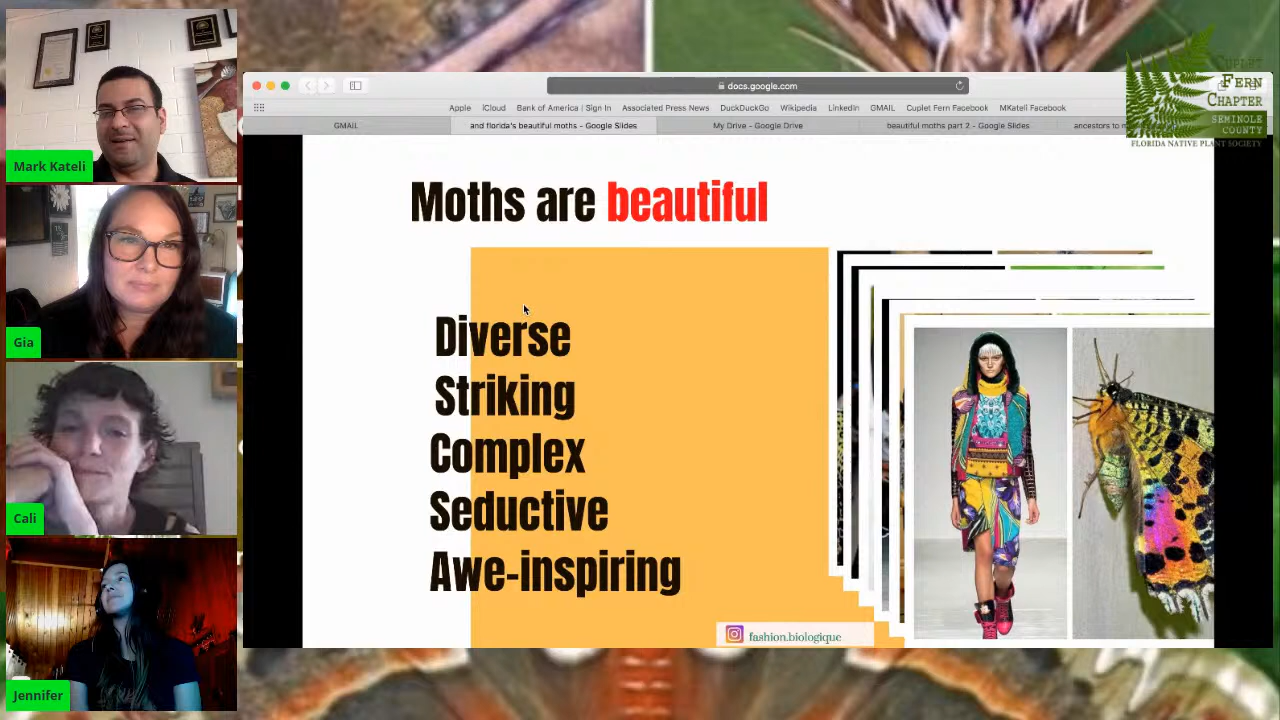 Mark Kateli
Gia
Cali
Jennifer
docs.google.com
Apple iCloud Bank of America | Sign In Associated Press News DuckDuckGo Wikipedia LinkedIn GMAIL Cuplet Fern Facebook MKateli Facebook
GMAIL and florida's beautiful moths - Google Slides My Drive - Google Drive beautiful moths part 2 - Google Slides ancestors to
CUPLET
FERN
CHAPTER
SEMINOLE
COUNTY
FLORIDA NATIVE PLANT SOCIETY
Moths are beautiful
Diverse
Striking
Complex
Seductive
Awe-inspiring
fashion.biologique